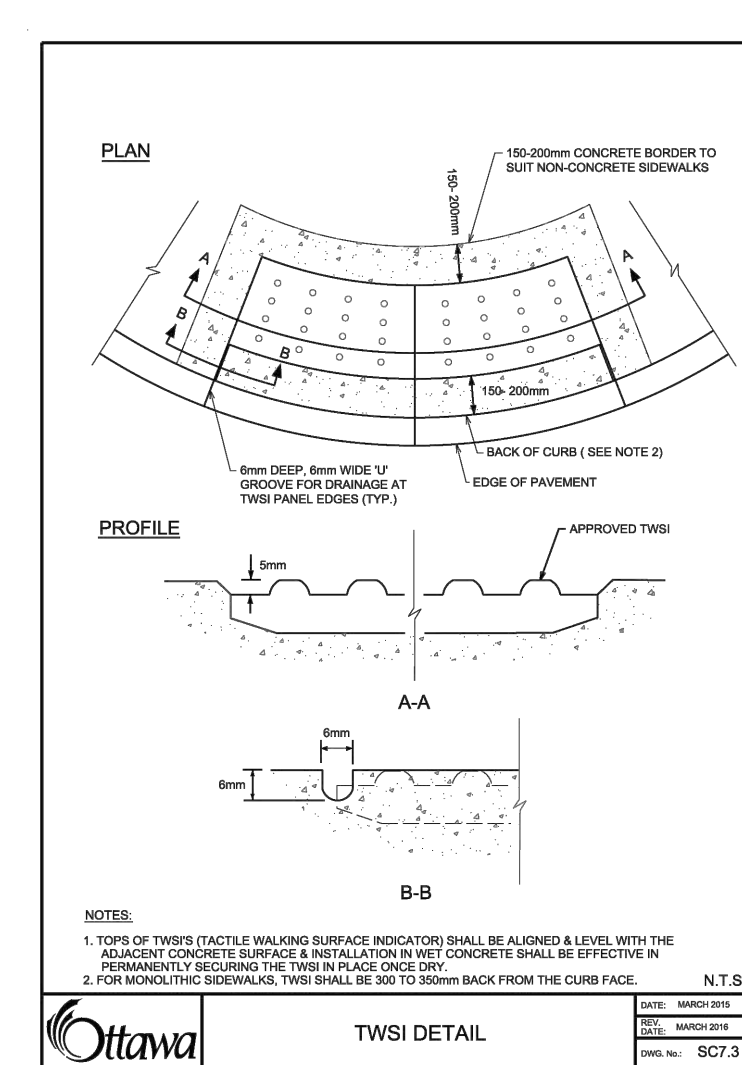 PLAN
150-200mm CONCRETE BORDER TO
SUIT NON-CONCRETE SIDEWALKS
150- 200mm
A
A
B
B
150- 200mm
BACK OF CURB ( SEE NOTE 2)
EDGE OF PAVEMENT
6mm DEEP, 6mm WIDE 'U'
GROOVE FOR DRAINAGE AT
TWSI PANEL EDGES (TYP.)
PROFILE
APPROVED TWSI
5mm
A-A
6mm
6mm
B-B
NOTES:
1. TOPS OF TWSI'S (TACTILE WALKING SURFACE INDICATOR) SHALL BE ALIGNED & LEVEL WITH THE
ADJACENT CONCRETE SURFACE & INSTALLATION IN WET CONCRETE SHALL BE EFFECTIVE IN
PERMANENTLY SECURING THE TWSI IN PLACE ONCE DRY.
2. FOR MONOLITHIC SIDEWALKS, TWSI SHALL BE 300 TO 350mm BACK FROM THE CURB FACE.
N.T.S
Ottawa
TWSI DETAIL
DATE: MARCH 2015
REV.
DATE: MARCH 2016
DWG. No.: SC7.3